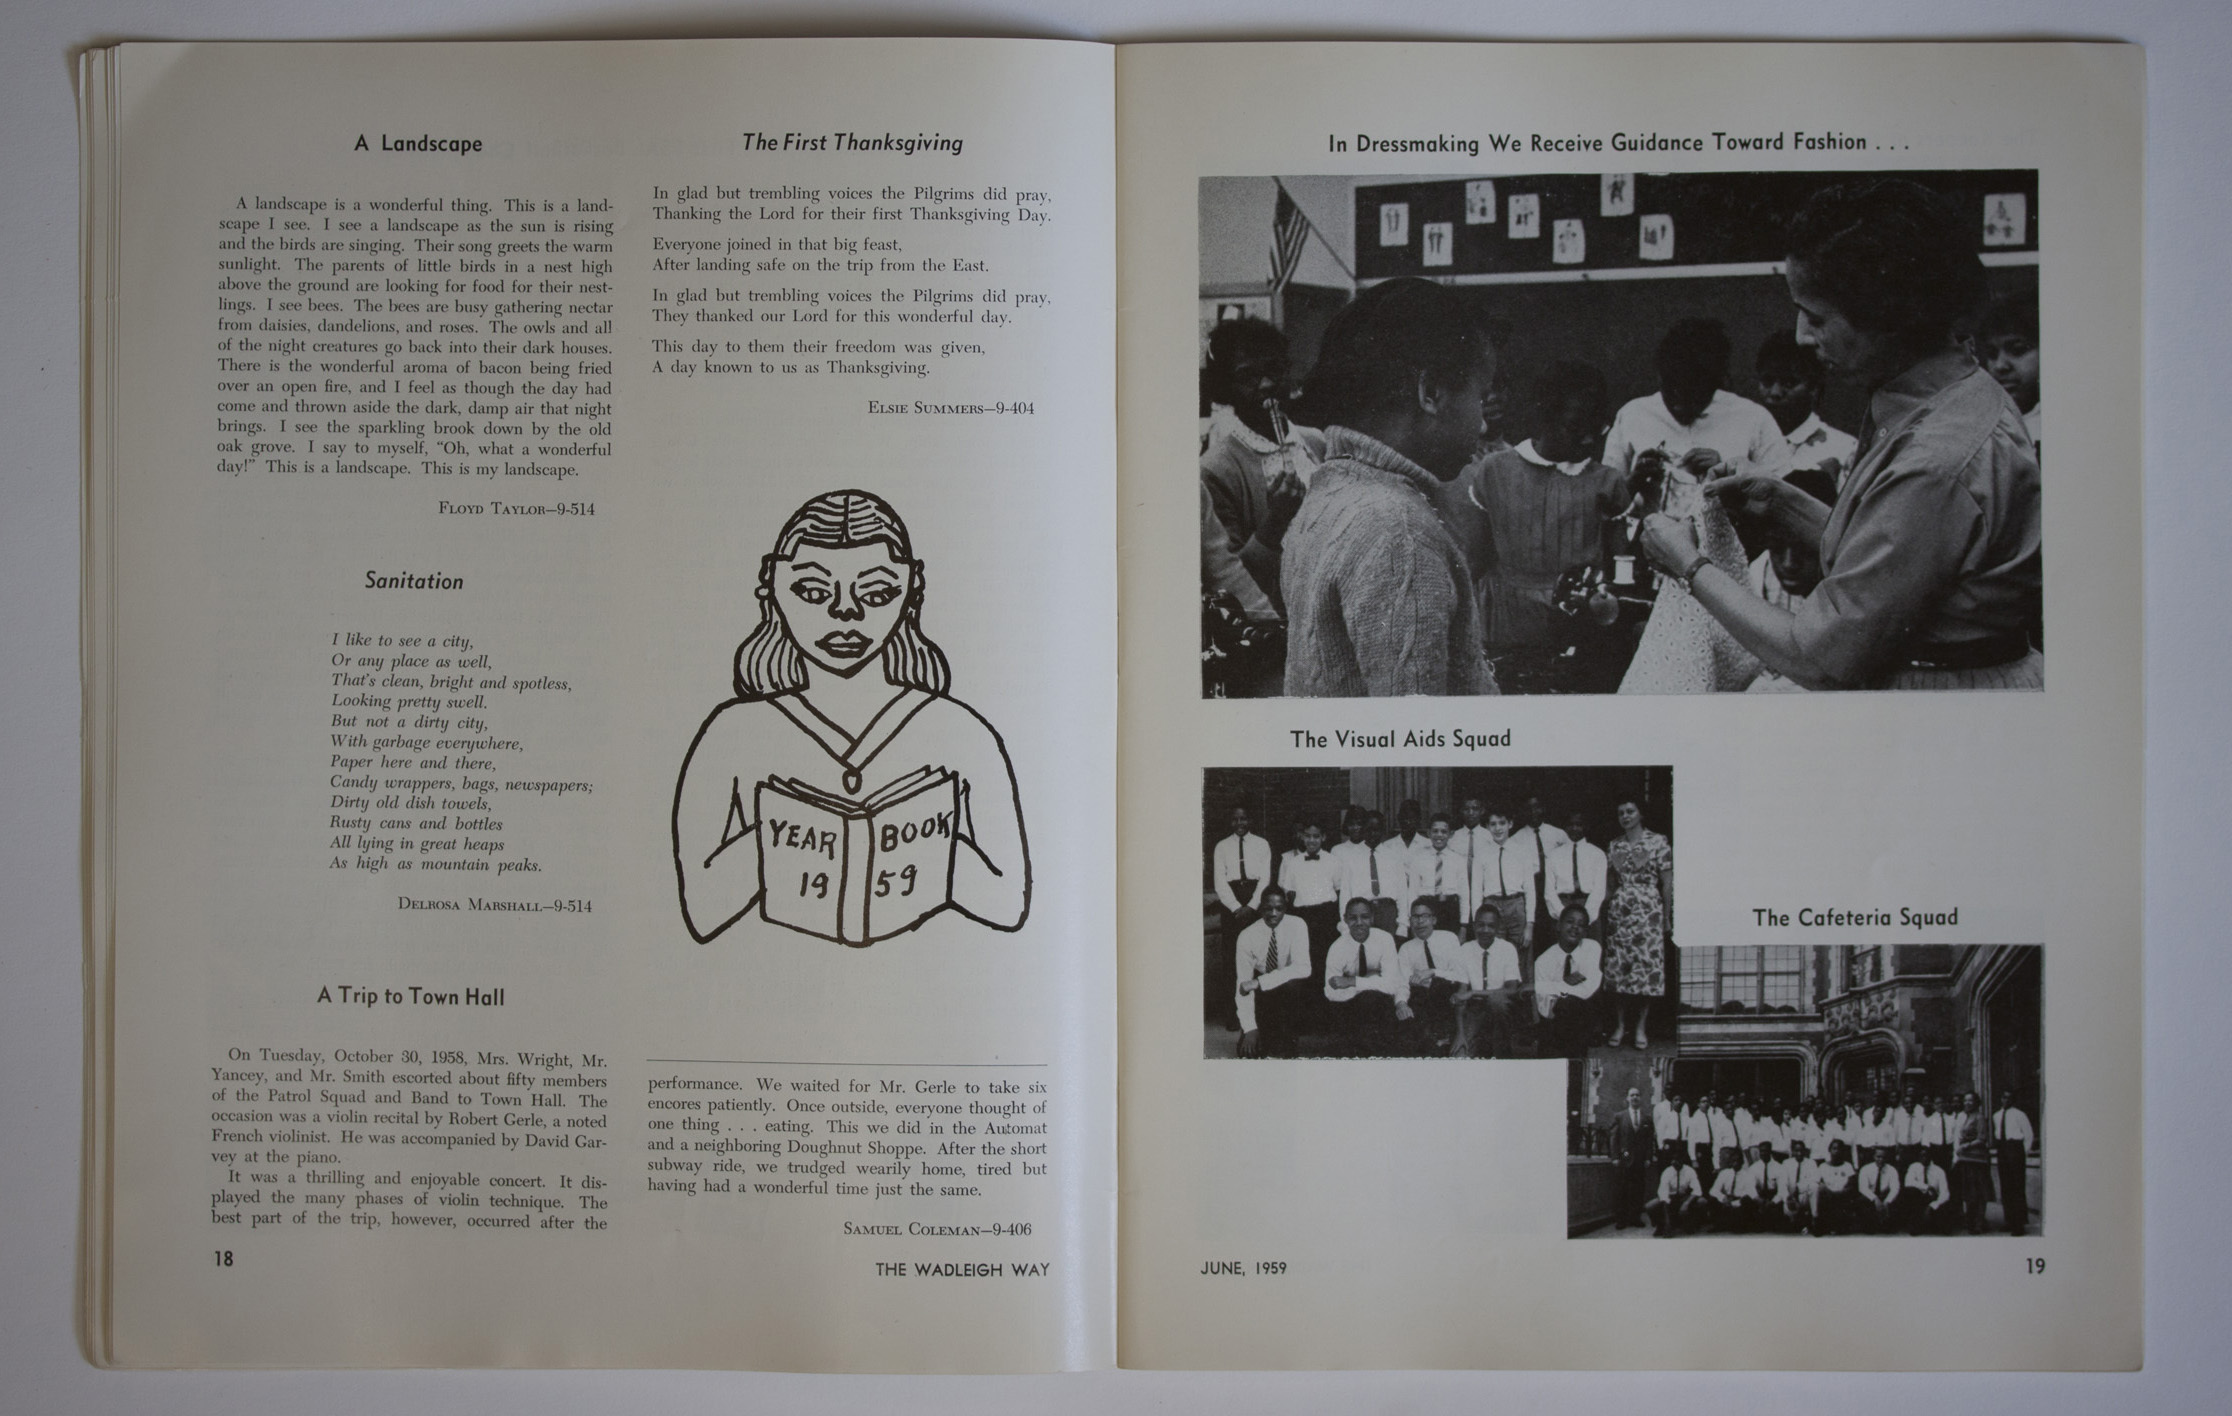 A Landscape
A landscape is a wonderful thing. This is a land-
scape I see. I see a landscape as the sun is rising
and the birds are singing. Their song greets the warm
sunlight. The parents of little birds in a nest high
above the ground are looking for food for their nest-
lings. I see bees. The bees are busy gathering nectar
from daisies, dandelions, and roses. The owls and all
of the night creatures go back into their dark houses.
There is the wonderful aroma of bacon being fried
over an open fire, and I feel as though the day had
come and thrown aside the dark, damp air that night
brings. I see the sparkling brook down by the old
oak grove. I say to myself, “Oh, what a wonderful
day!” This is a landscape. This is my landscape.
Floyd Taylor—9-514
Sanitation
I like to see a city,
Or any place as well,
That's clean, bright and spotless,
Looking pretty swell.
But not a dirty city,
With garbage everywhere,
Paper here and there,
Candy wrappers, bags, newspapers;
Dirty old dish towels,
Rusty cans and bottles
All lying in great heaps
As high as mountain peaks.
Delrosa Marshall—9-514
A Trip to Town Hall
On Tuesday, October 30, 1958, Mrs. Wright, Mr.
Yancey, and Mr. Smith escorted about fifty members
of the Patrol Squad and Band to Town Hall. The
occasion was a violin recital by Robert Gerle, a noted
French violinist. He was accompanied by David Gar-
vey at the piano.
It was a thrilling and enjoyable concert. It dis-
played the many phases of violin technique. The
best part of the trip, however, occurred after the
18
The First Thanksgiving
In glad but trembling voices the Pilgrims did pray,
Thanking the Lord for their first Thanksgiving Day.
Everyone joined in that big feast,
After landing safe on the trip from the East.
In glad but trembling voices the Pilgrims did pray,
They thanked our Lord for this wonderful day.
This day to them their freedom was given,
A day known to us as Thanksgiving.
Elsie Summers—9-404
YEAR BOOK
19 59
performance. We waited for Mr. Gerle to take six
encores patiently. Once outside, everyone thought of
one thing . . . eating. This we did in the Automat
and a neighboring Doughnut Shoppe. After the short
subway ride, we trudged wearily home, tired but
having had a wonderful time just the same.
Samuel Coleman—9-406
THE WADLEIGH WAY
In Dressmaking We Receive Guidance Toward Fashion . . .
The Visual Aids Squad
The Cafeteria Squad
JUNE, 1959
19